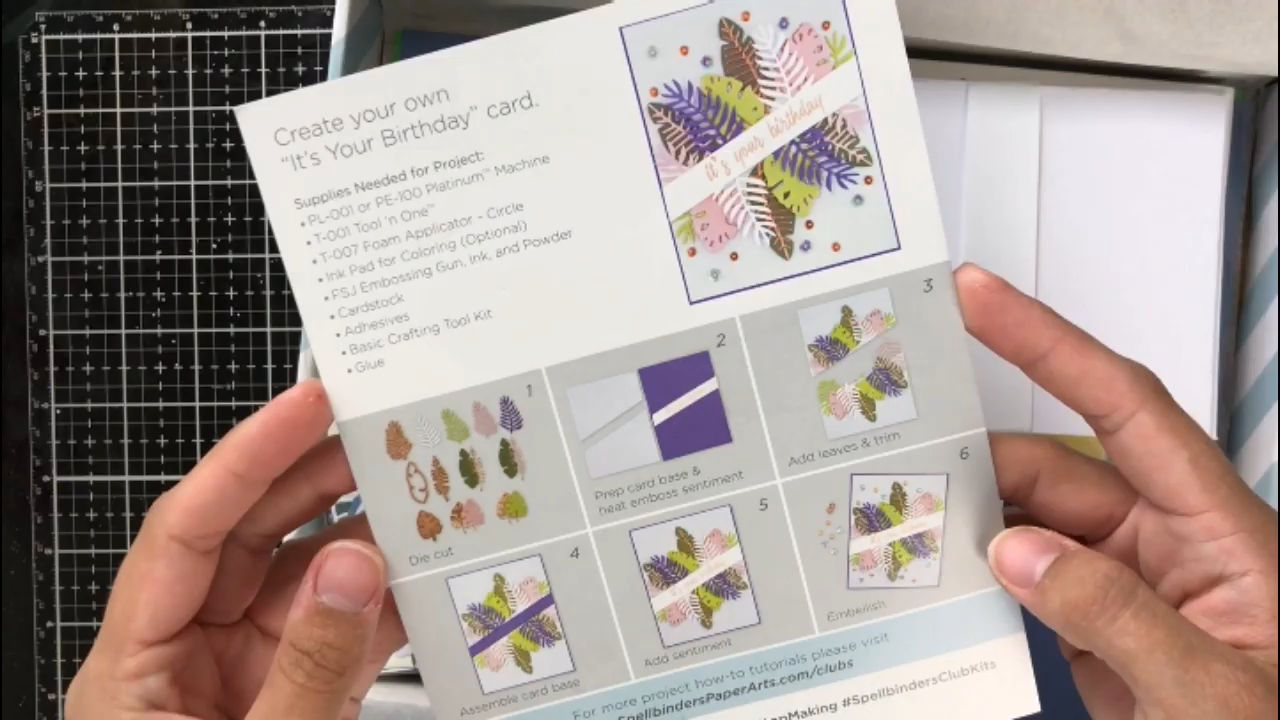 Create your own
“It’s Your Birthday” card.
Supplies Needed for Project:
• PL-001 or PE-100 Platinum™ Machine
• T-001 Tool 'n One™
• T-007 Foam Applicator - Circle
• Ink Pad for Coloring (Optional)
• FSJ Embossing Gun, Ink, and Powder
• Cardstock
• Adhesives
• Basic Crafting Tool Kit
• Glue
it's your birthday
1
Die cut
2
Prep card base &
heat emboss sentiment
3
Add leaves & trim
4
Assemble card base
5
Add sentiment
6
Embellish
For more project how-to tutorials please visit
SpellbindersPaperArts.com/clubs
#SpellbindersClubKits